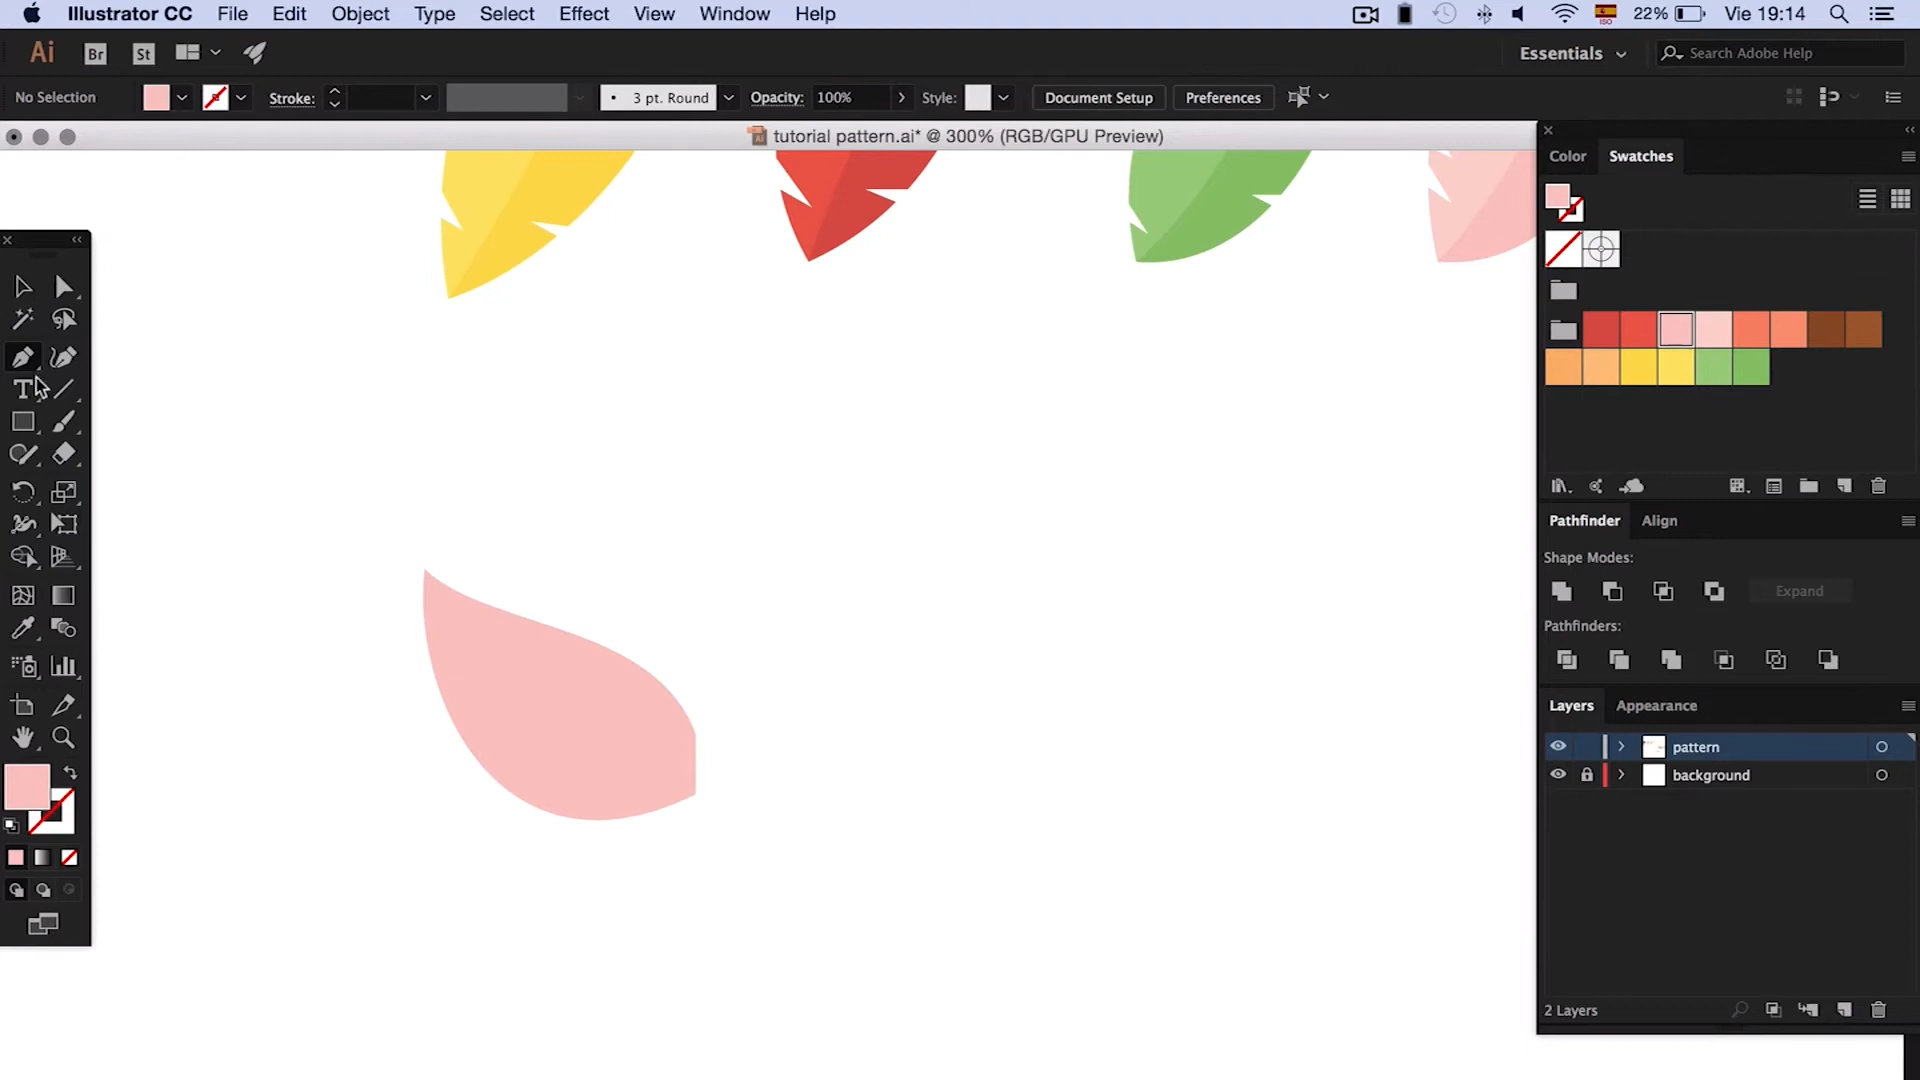 Illustrator CC File Edit Object Type Select Effect View Window Help 22% Vie 19:14
ISO
Ai Br St Essentials Search Adobe Help
No Selection Stroke: 3 pt. Round Opacity: 100% Style: Document Setup Preferences
tutorial pattern.ai* @ 300% (RGB/GPU Preview)
Color Swatches
T
Pathfinder Align
Shape Modes:
Expand
Pathfinders:
Layers Appearance
pattern
background
2 Layers